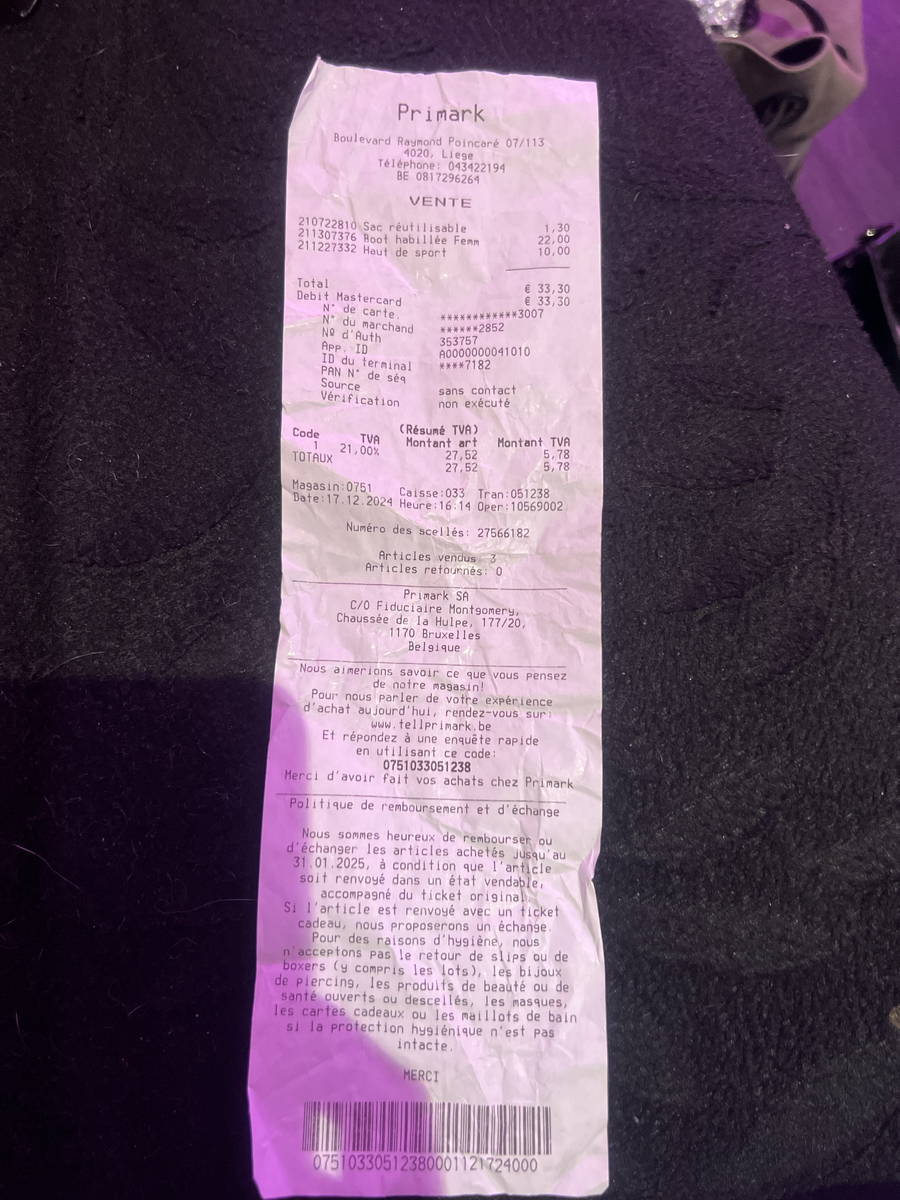 Primark
Boulevard Raymond Poincaré 07/113
4020, Liege
Téléphone: 043422194
BE 0817296264
VENTE
210722810 Sac réutilisable 1,30
211307376 Boot habillée Femm 22,00
211227332 Haut de sport 10,00
Total € 33,30
Debit Mastercard € 33,30
N° de carte. ************3007
N° du marchand ******2852
Nº d'Auth 353757
App. ID A0000000041010
ID du terminal ****7182
PAN N° de séq
Source sans contact
Vérification non exécuté
(Résumé TVA)
Code TVA Montant art Montant TVA
1 21,00% 27,52 5,78
TOTAUX 27,52 5,78
Magasin:0751 Caisse:033 Tran:051238
Date:17.12.2024 Heure:16:14 Oper:10569002
Numéro des scellés: 27566182
Articles vendus: 3
Articles retournés: 0
Primark SA
C/O Fiduciaire Montgomery,
Chaussée de la Hulpe, 177/20,
1170 Bruxelles
Belgique
Nous aimerions savoir ce que vous pensez
de notre magasin!
Pour nous parler de votre expérience
d'achat aujourd'hui, rendez-vous sur:
www.tellprimark.be
Et répondez à une enquête rapide
en utilisant ce code:
0751033051238
Merci d'avoir fait vos achats chez Primark
Politique de remboursement et d'échange
Nous sommes heureux de rembourser ou
d'échanger les articles achetés jusqu'au
31.01.2025, à condition que l'article
soit renvoyé dans un état vendable,
accompagné du ticket original.
Si l'article est renvoyé avec un ticket
cadeau, nous proposerons un échange.
Pour des raisons d'hygiène, nous
n'acceptons pas le retour de slips ou de
boxers (y compris les lots), les bijoux
de piercing, les produits de beauté ou de
santé ouverts ou descellés, les masques,
les cartes cadeaux ou les maillots de bain
si la protection hygiénique n'est pas
intacte.
MERCI
07510330512380001121724000